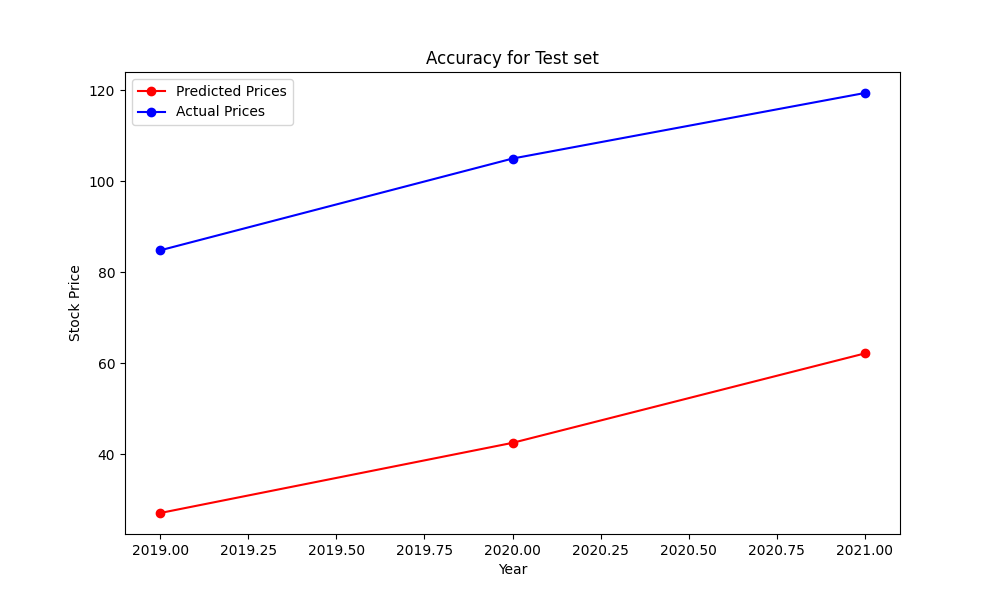 Accuracy for Test set
Predicted Prices
Actual Prices
120
100
80
60
40
Stock Price
2019.00 2019.25 2019.50 2019.75 2020.00 2020.25 2020.50 2020.75 2021.00
Year